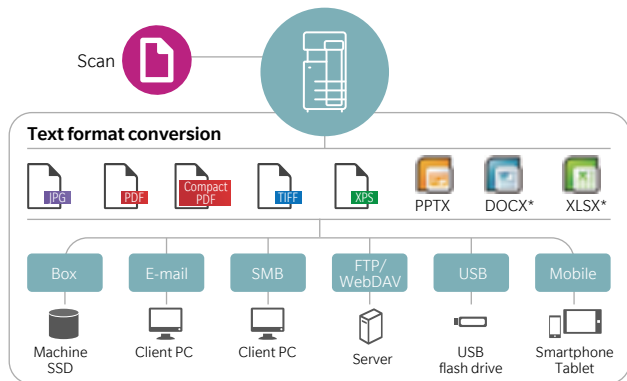 Scan
Text format conversion
JPG
PDF
Compact
PDF
TIFF
XPS
PPTX
DOCX*
XLSX*
Box
E-mail
SMB
FTP/
WebDAV
USB
Mobile
Machine
SSD
Client PC
Client PC
Server
USB
flash drive
Smartphone
Tablet